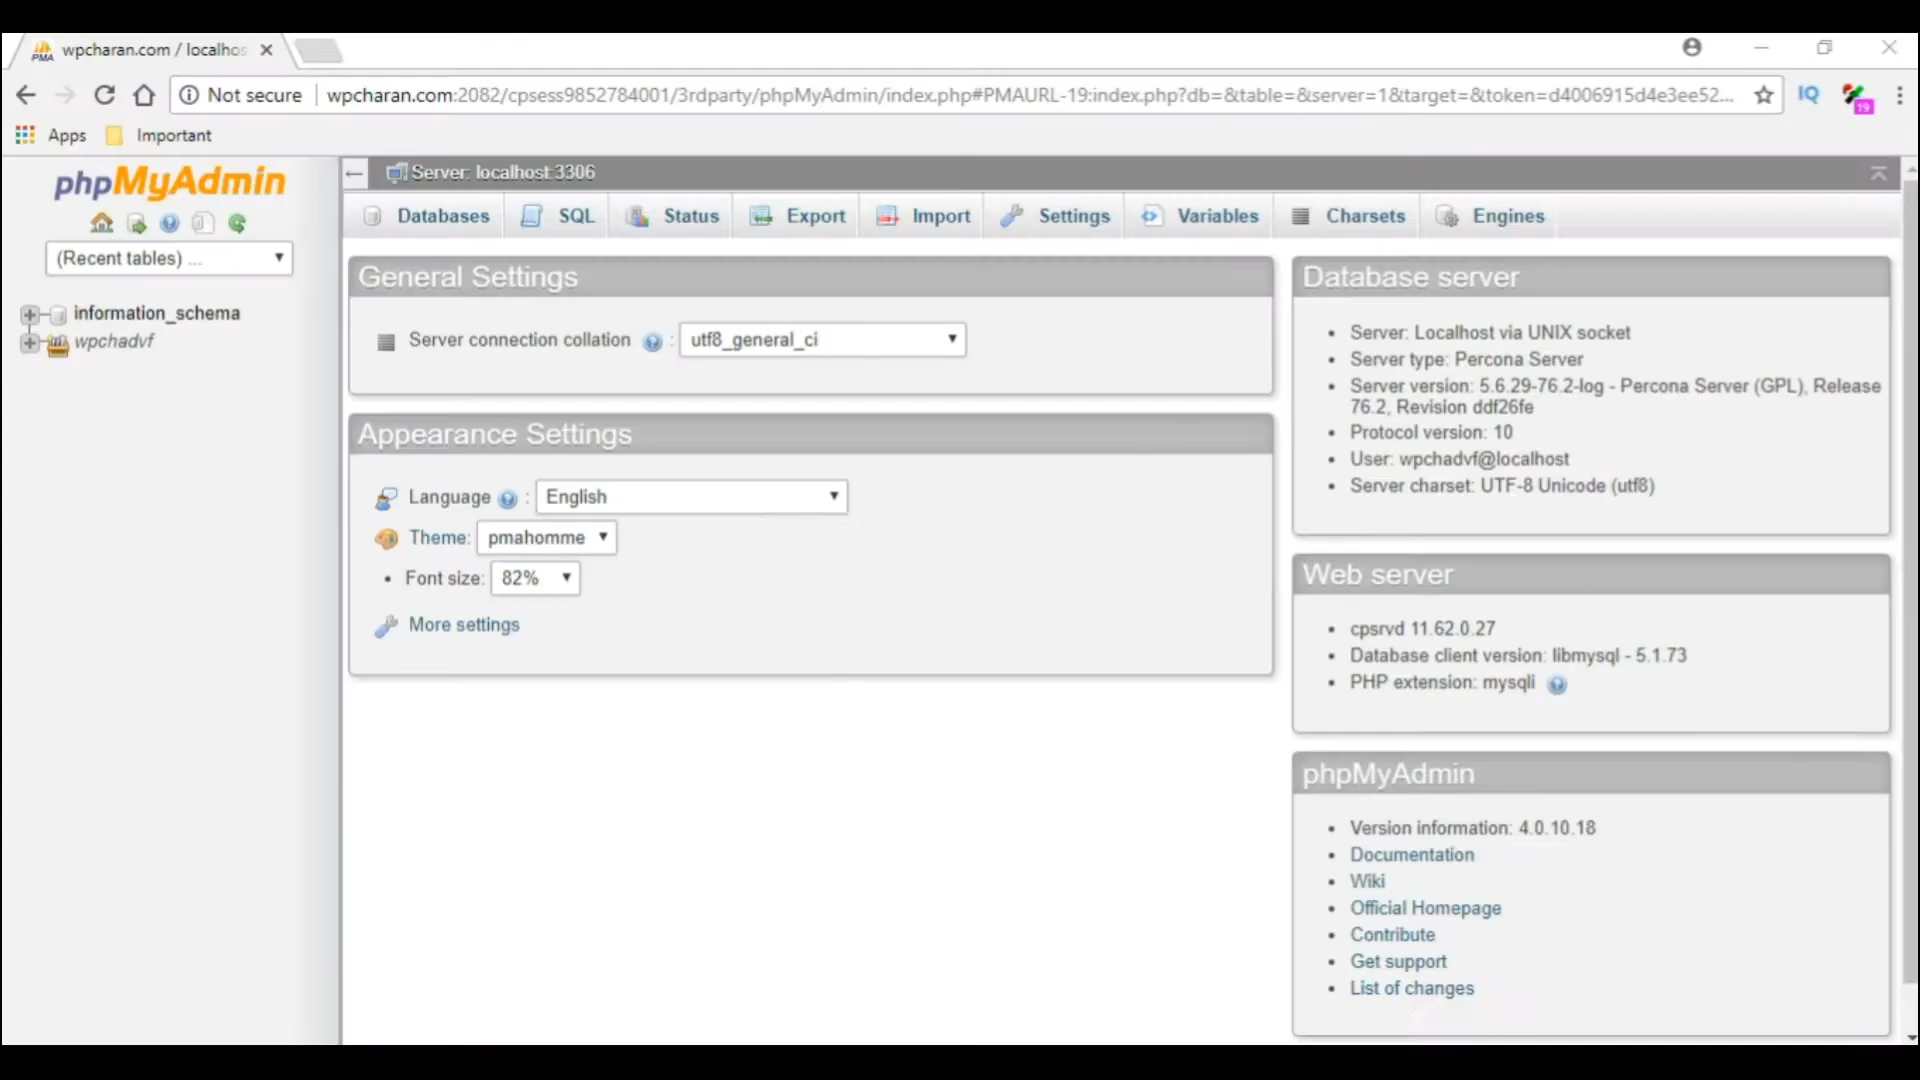 wpcharan.com / localhos
Not secure
wpcharan.com:2082/cpsess9852784001/3rdparty/phpMyAdmin/index.php#PMAURL-19:index.php?db=&table=&server=1&target=&token=d4006915d4e3ee52...
IQ
19
Apps
Important
phpMyAdmin
(Recent tables) ...
information_schema
wpchadvf
Server: localhost:3306
Databases
SQL
Status
Export
Import
Settings
Variables
Charsets
Engines
General Settings
Server connection collation : utf8_general_ci
Appearance Settings
Language : English
Theme: pmahomme
Font size: 82%
More settings
Database server
Server: Localhost via UNIX socket
Server type: Percona Server
Server version: 5.6.29-76.2-log - Percona Server (GPL), Release
76.2, Revision ddf26fe
Protocol version: 10
User: wpchadvf@localhost
Server charset: UTF-8 Unicode (utf8)
Web server
cpsrvd 11.62.0.27
Database client version: libmysql - 5.1.73
PHP extension: mysqli
phpMyAdmin
Version information: 4.0.10.18
Documentation
Wiki
Official Homepage
Contribute
Get support
List of changes